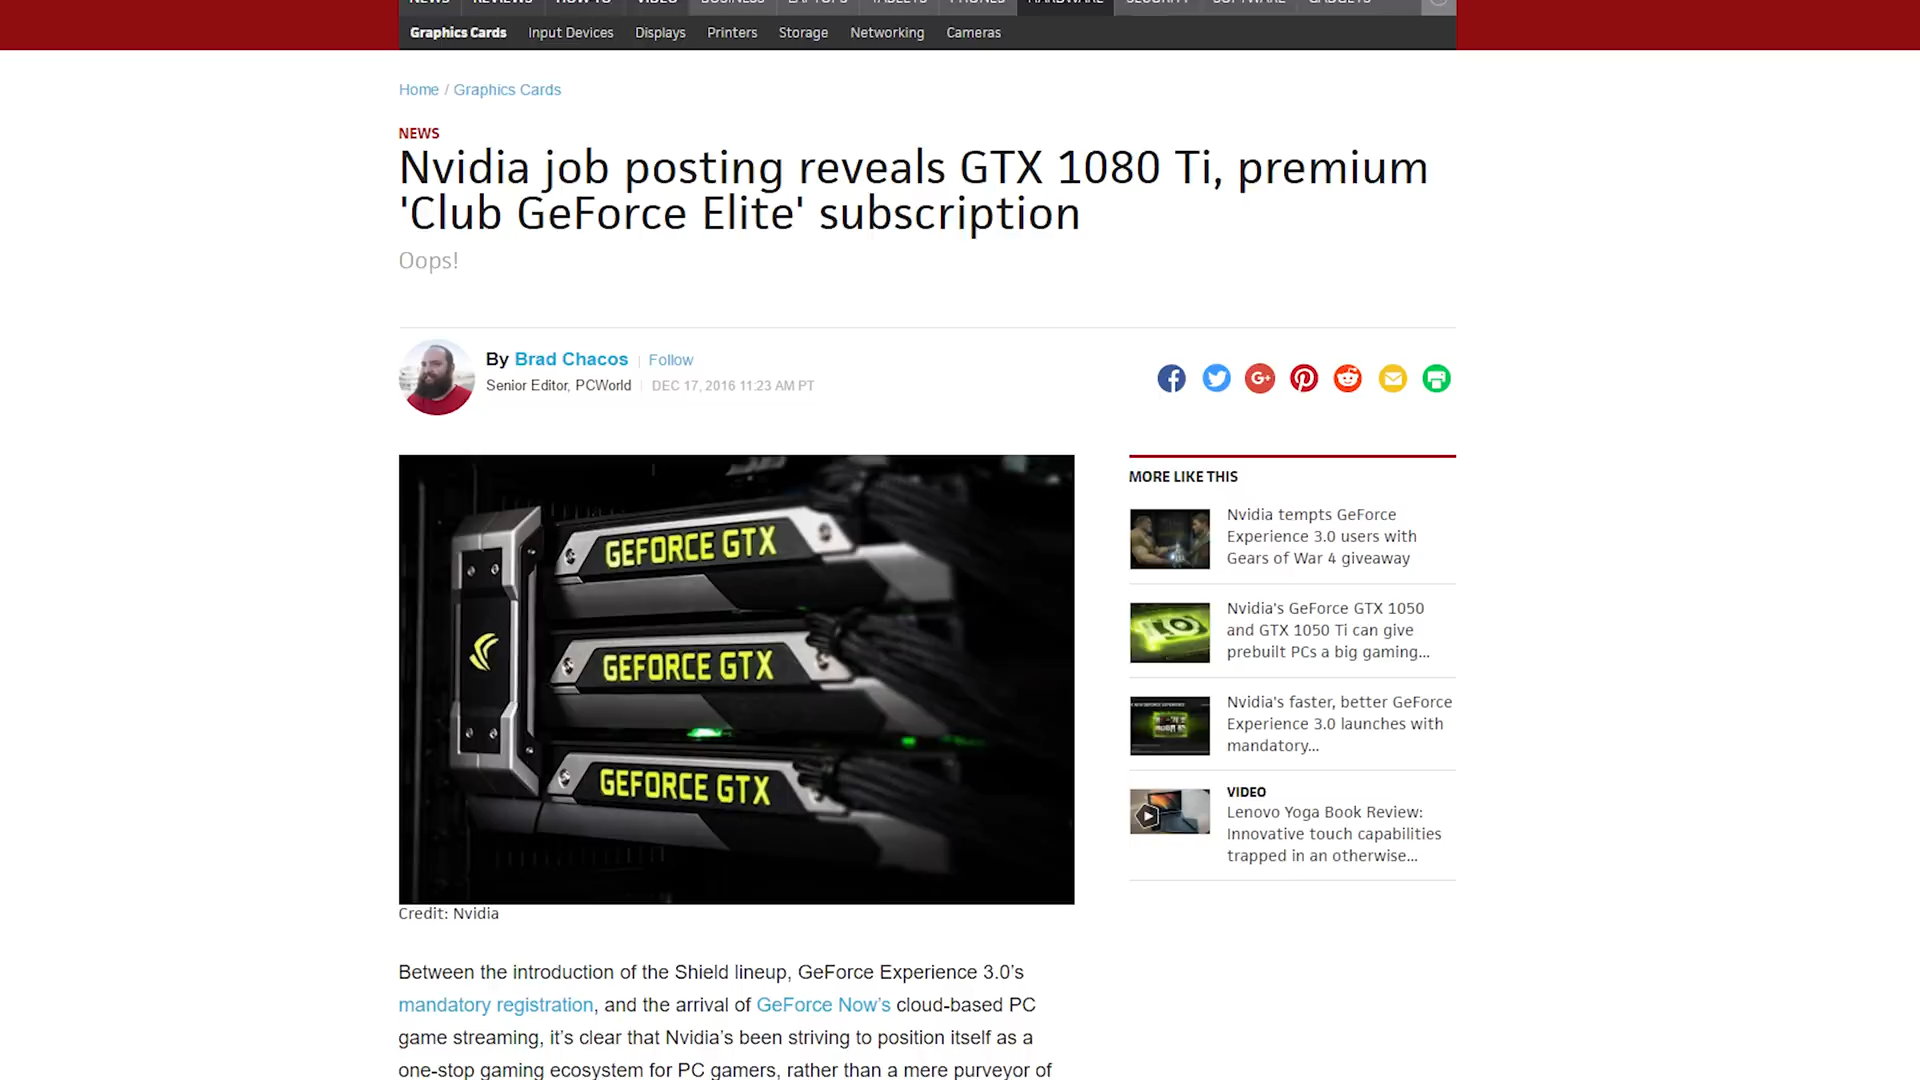 NEWS REVIEWS HOW-TO VIDEO BUSINESS LAPTOPS TABLETS PHONES HARDWARE SECURITY SOFTWARE GADGETS
Graphics Cards Input Devices Displays Printers Storage Networking Cameras
Home / Graphics Cards
NEWS
Nvidia job posting reveals GTX 1080 Ti, premium
'Club GeForce Elite' subscription
Oops!
By Brad Chacos | Follow
Senior Editor, PCWorld | DEC 17, 2016 11:23 AM PT
GEFORCE GTX
GEFORCE GTX
GEFORCE GTX
Credit: Nvidia
Between the introduction of the Shield lineup, GeForce Experience 3.0’s
mandatory registration, and the arrival of GeForce Now’s cloud-based PC
game streaming, it’s clear that Nvidia’s been striving to position itself as a
one-stop gaming ecosystem for PC gamers, rather than a mere purveyor of
MORE LIKE THIS
Nvidia tempts GeForce
Experience 3.0 users with
Gears of War 4 giveaway
Nvidia's GeForce GTX 1050
and GTX 1050 Ti can give
prebuilt PCs a big gaming...
Nvidia's faster, better GeForce
Experience 3.0 launches with
mandatory...
VIDEO
Lenovo Yoga Book Review:
Innovative touch capabilities
trapped in an otherwise...